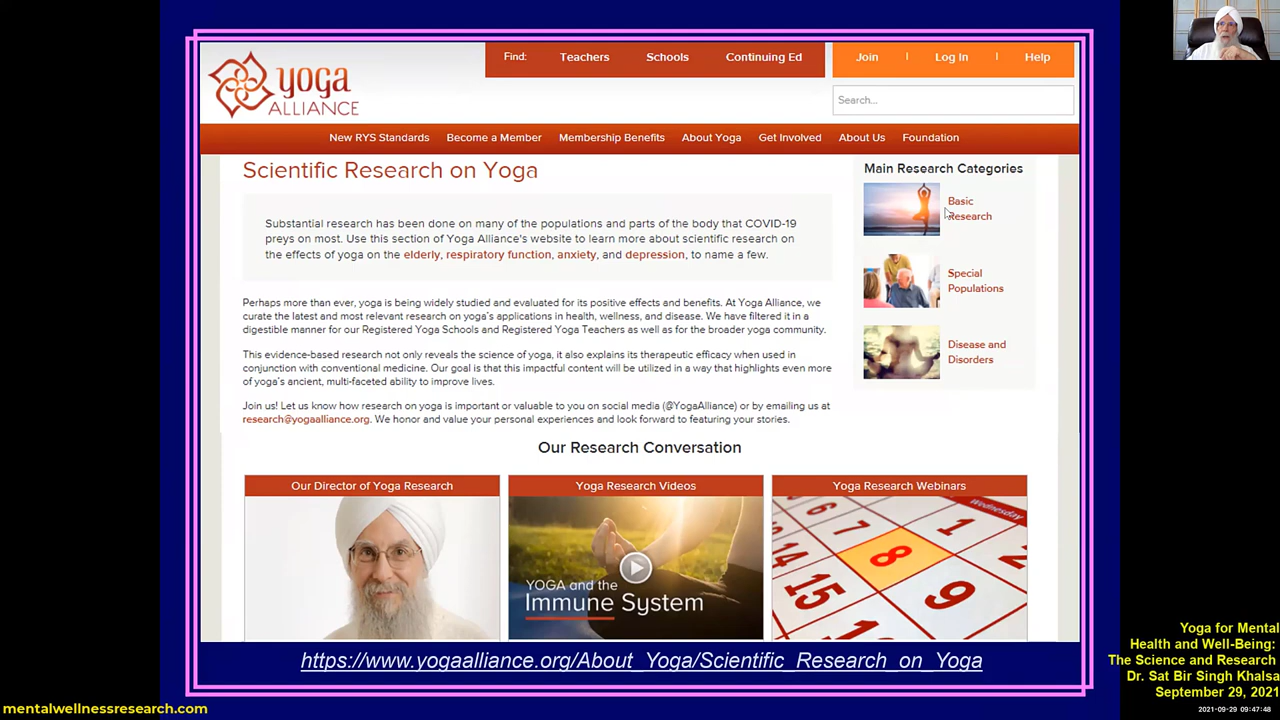 yoga
ALLIANCE
Find:
Teachers
Schools
Continuing Ed
Join
Log In
Help
Search...
New RYS Standards
Become a Member
Membership Benefits
About Yoga
Get Involved
About Us
Foundation
Scientific Research on Yoga
Substantial research has been done on many of the populations and parts of the body that COVID-19
preys on most. Use this section of Yoga Alliance's website to learn more about scientific research on
the effects of yoga on the elderly, respiratory function, anxiety, and depression, to name a few.
Perhaps more than ever, yoga is being widely studied and evaluated for its positive effects and benefits. At Yoga Alliance, we
curate the latest and most relevant research on yoga's applications in health, wellness, and disease. We have filtered it in a
digestible manner for our Registered Yoga Schools and Registered Yoga Teachers as well as for the broader yoga community.
This evidence-based research not only reveals the science of yoga, it also explains its therapeutic efficacy when used in
conjunction with conventional medicine. Our goal is that this impactful content will be utilized in a way that highlights even more
of yoga's ancient, multi-faceted ability to improve lives.
Join us! Let us know how research on yoga is important or valuable to you on social media (@YogaAlliance) or by emailing us at
research@yogaalliance.org. We honor and value your personal experiences and look forward to featuring your stories.
Main Research Categories
Basic
Research
Special
Populations
Disease and
Disorders
Our Research Conversation
Our Director of Yoga Research
Yoga Research Videos
YOGA and the
Immune System
Yoga Research Webinars
Wednesday
7
1
14
8
2
15
9
https://www.yogaalliance.org/About_Yoga/Scientific_Research_on_Yoga
mentalwellnessresearch.com
Yoga for Mental
Health and Well-Being:
The Science and Research
Dr. Sat Bir Singh Khalsa
September 29, 2021
2021-09-29 09:47:48